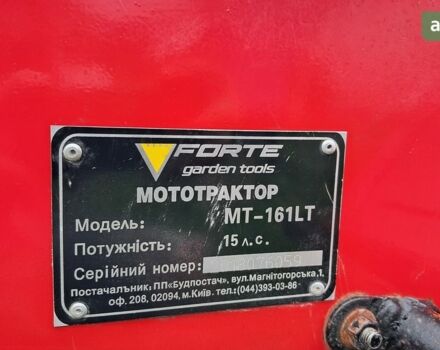 FORTE
garden tools
МОТОТРАКТОР
Модель: МТ-161LT
Потужність: 15 л.с.
Серійний номер:
Постачальник: ПП«Будпостач», вул.Магнітогорська,1,
оф. 208, 02094, м.Київ. тел.:(044)393-03-86